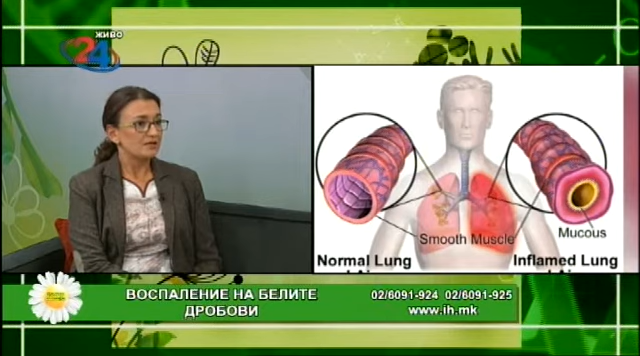 ЖИВО
24
Smooth Muscle
Mucous
Normal Lung
Inflamed Lung
ВОСПАЛЕНИЕ НА БЕЛИТЕ
ДРОБОВИ
02/6091-924 02/6091-925
www.ih.mk